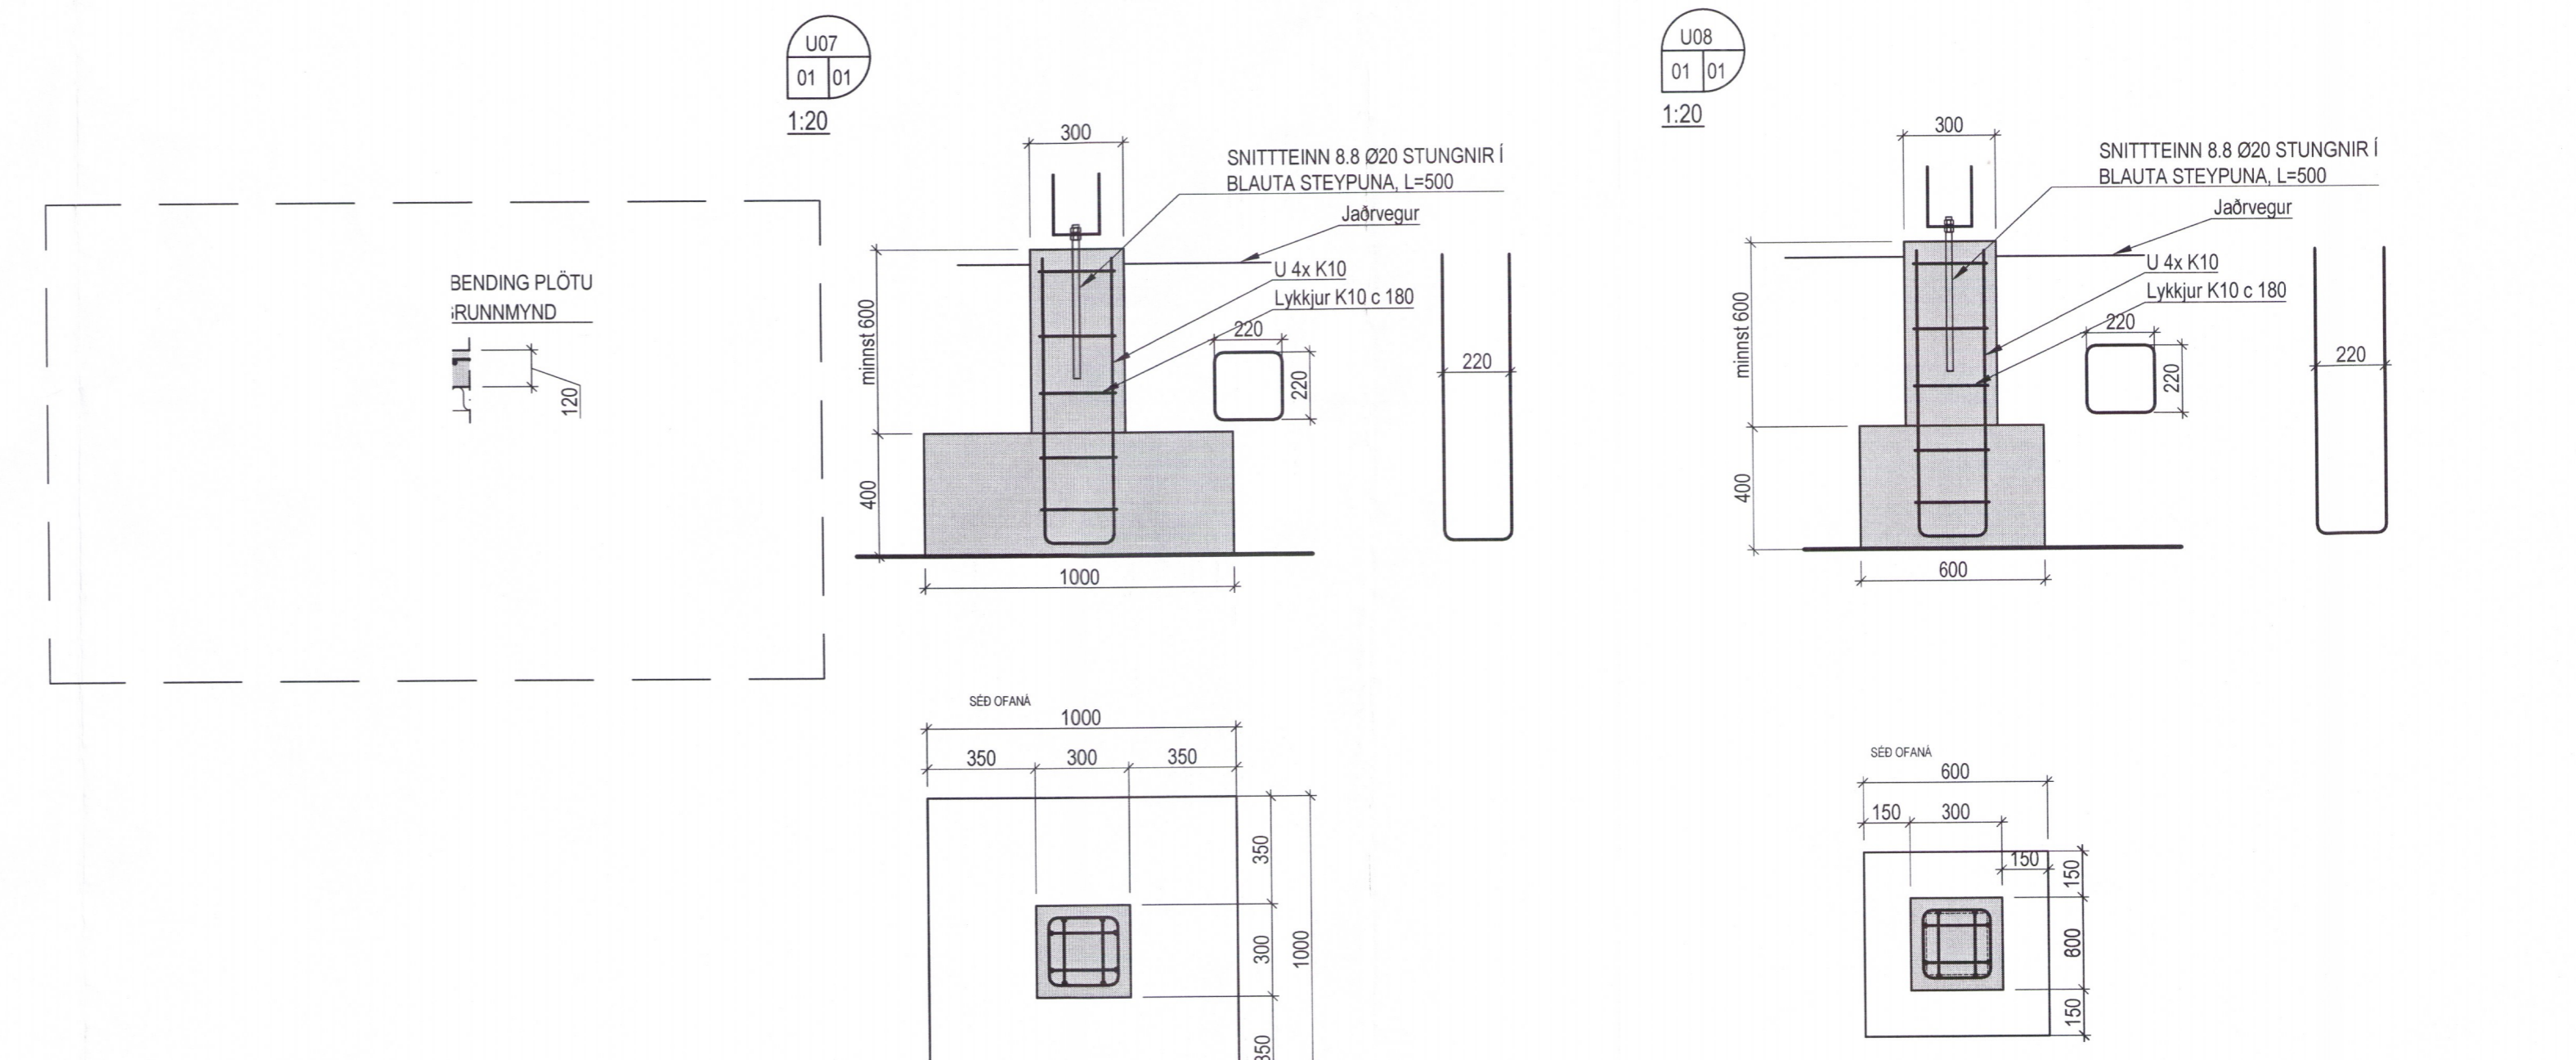 BENDING PLÖTU
RUNNMYND
120
U07
01 01
1:20
300
SNITTTEINN 8.8 Ø20 STUNGNIR Í
BLAUTA STEYPUNA, L=500
Jaðrvegur
U 4x K10
Lykkjur K10 c 180
220
220
220
minnst 600
400
1000
SÉÐ OFANÁ
1000
350 300 350
350
300
1000
350
U08
01 01
1:20
300
SNITTTEINN 8.8 Ø20 STUNGNIR Í
BLAUTA STEYPUNA, L=500
Jaðrvegur
U 4x K10
Lykkjur K10 c 180
220
220
220
minnst 600
400
600
SÉÐ OFANÁ
600
150 300
150
150
150